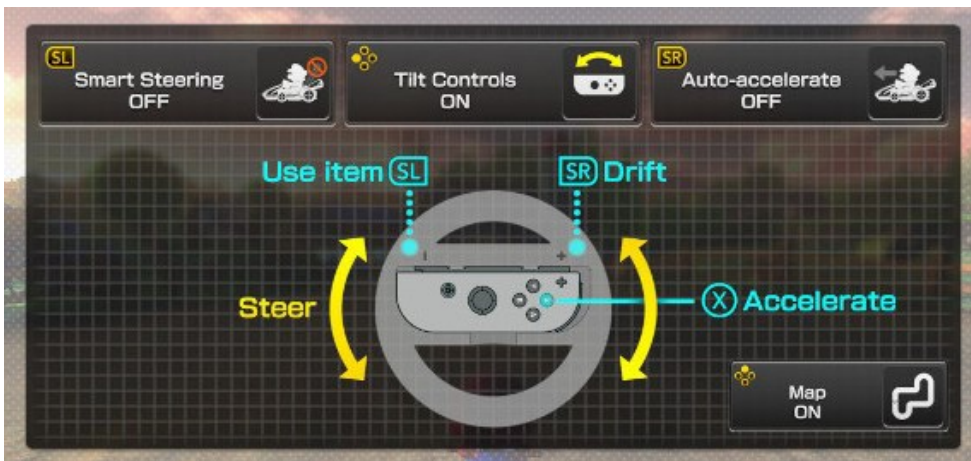 SL
Smart Steering
OFF
Tilt Controls
ON
SR
Auto-accelerate
OFF
Use item SL
SR Drift
Steer
X Accelerate
Map
ON